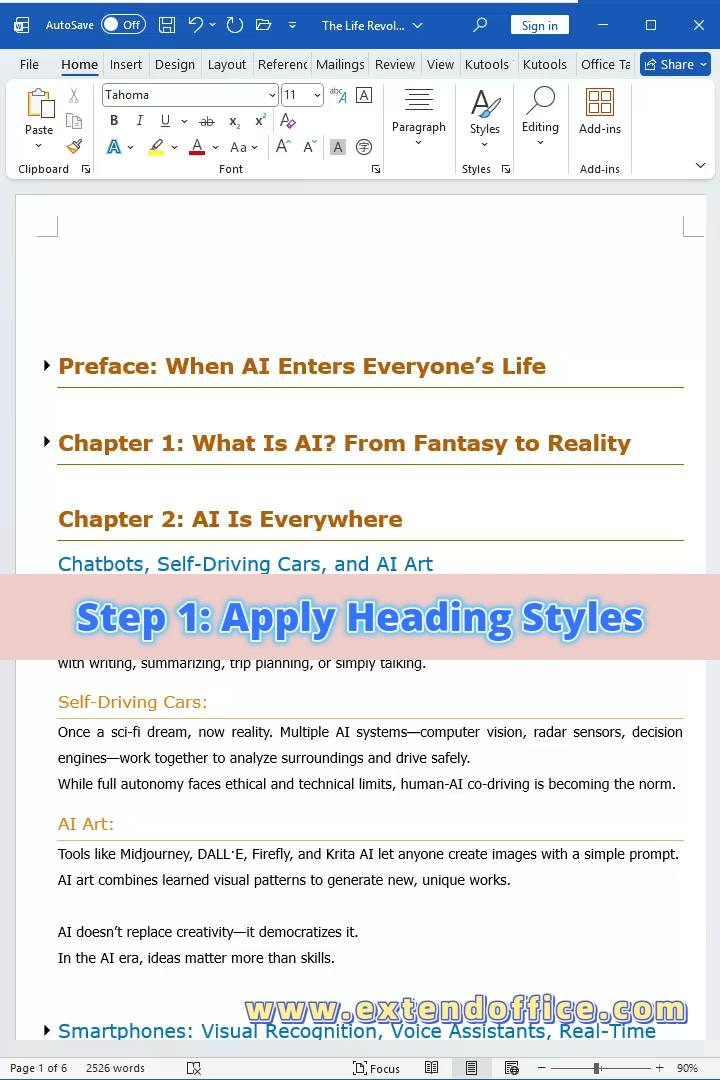 AutoSave Off The Life Revol... Sign in
File Home Insert Design Layout Referenc Mailings Review View Kutools Kutools Office Ta Share
Tahoma 11 abc A A
Paste B I U ab x₂ x² A Paragraph Styles Editing Add-ins
A A Aa A A A 字
Clipboard Font Styles Add-ins
Preface: When AI Enters Everyone’s Life
Chapter 1: What Is AI? From Fantasy to Reality
Chapter 2: AI Is Everywhere
Chatbots, Self-Driving Cars, and AI Art
Step 1: Apply Heading Styles
with writing, summarizing, trip planning, or simply talking.
Self-Driving Cars:
Once a sci-fi dream, now reality. Multiple AI systems—computer vision, radar sensors, decision
engines—work together to analyze surroundings and drive safely.
While full autonomy faces ethical and technical limits, human-AI co-driving is becoming the norm.
AI Art:
Tools like Midjourney, DALL·E, Firefly, and Krita AI let anyone create images with a simple prompt.
AI art combines learned visual patterns to generate new, unique works.
AI doesn’t replace creativity—it democratizes it.
In the AI era, ideas matter more than skills.
www.extendoffice.com
Smartphones: Visual Recognition, Voice Assistants, Real-Time
Page 1 of 6 2526 words Focus 90%